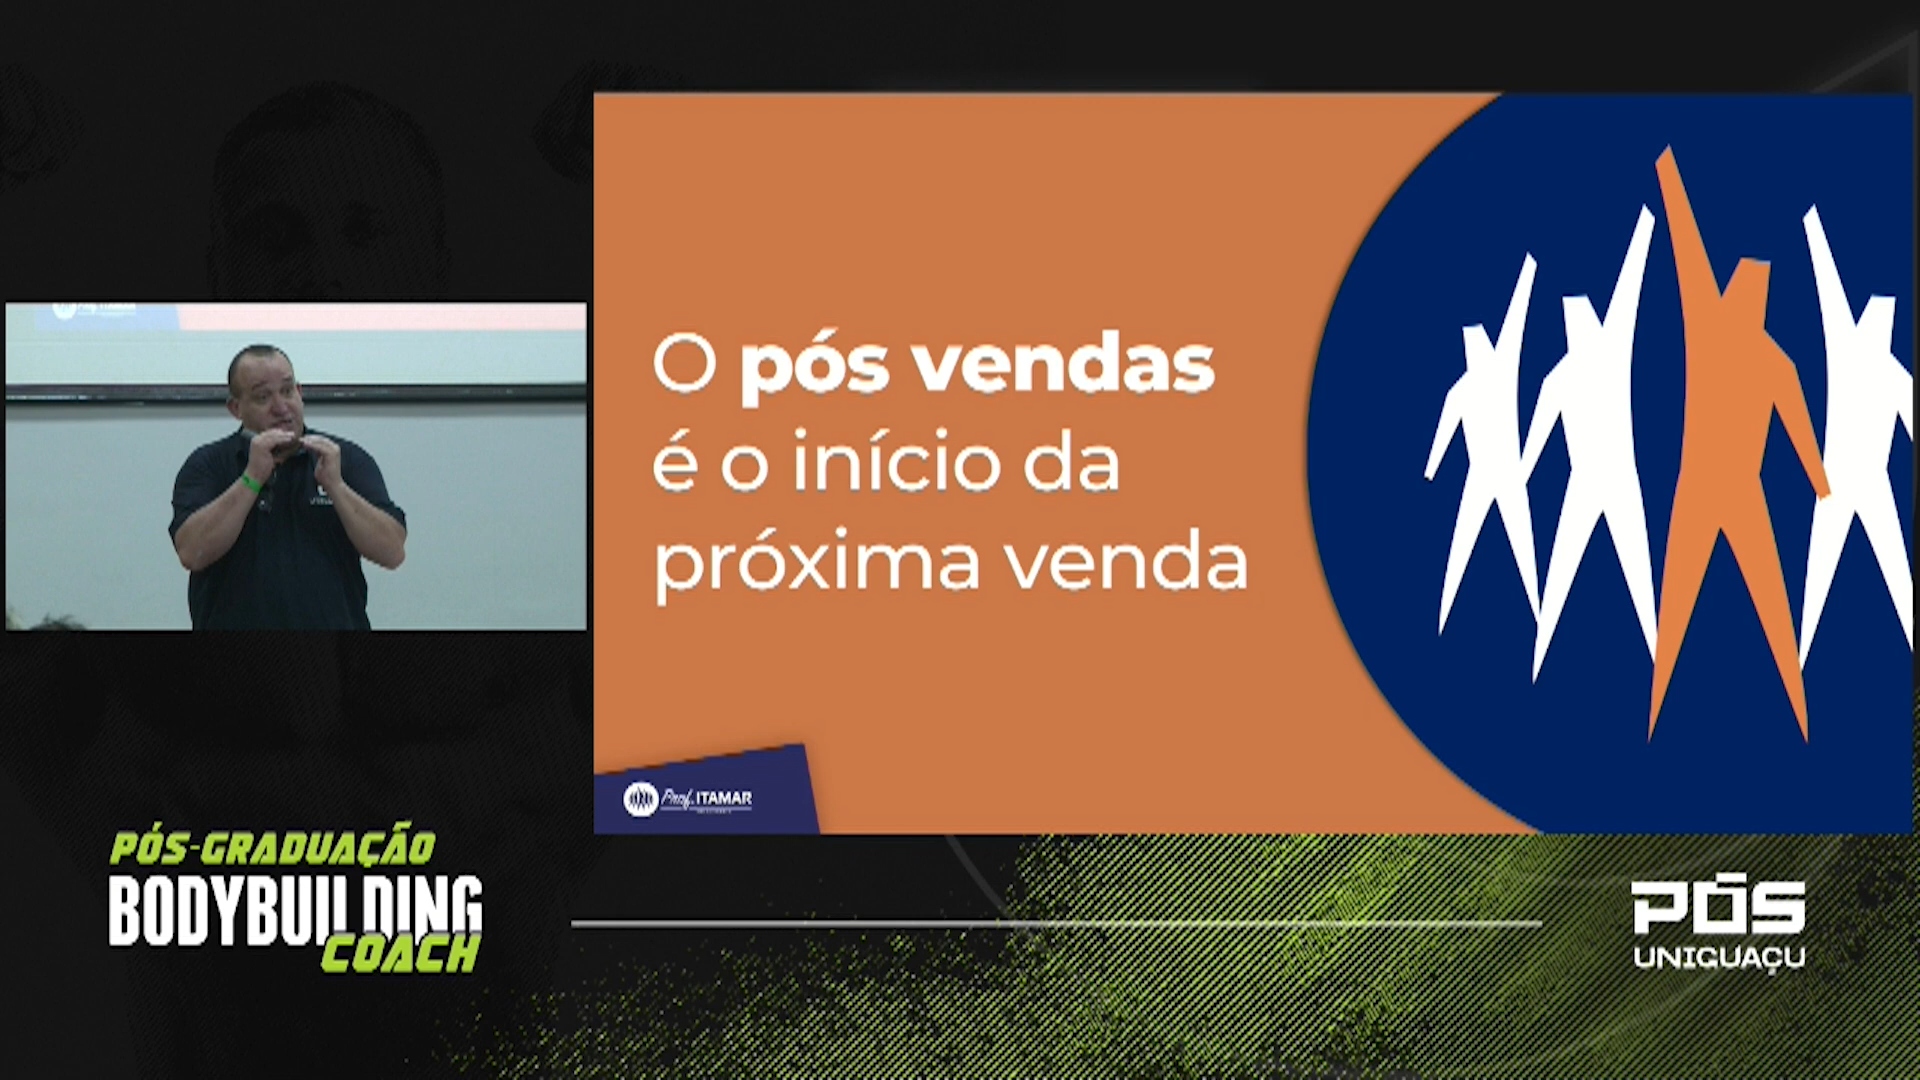 O pós vendas
é o início da
próxima venda
Prof. ITAMAR
PÓS-GRADUAÇÃO
BODYBUILDING
COACH
PÓS
UNIGUAÇU